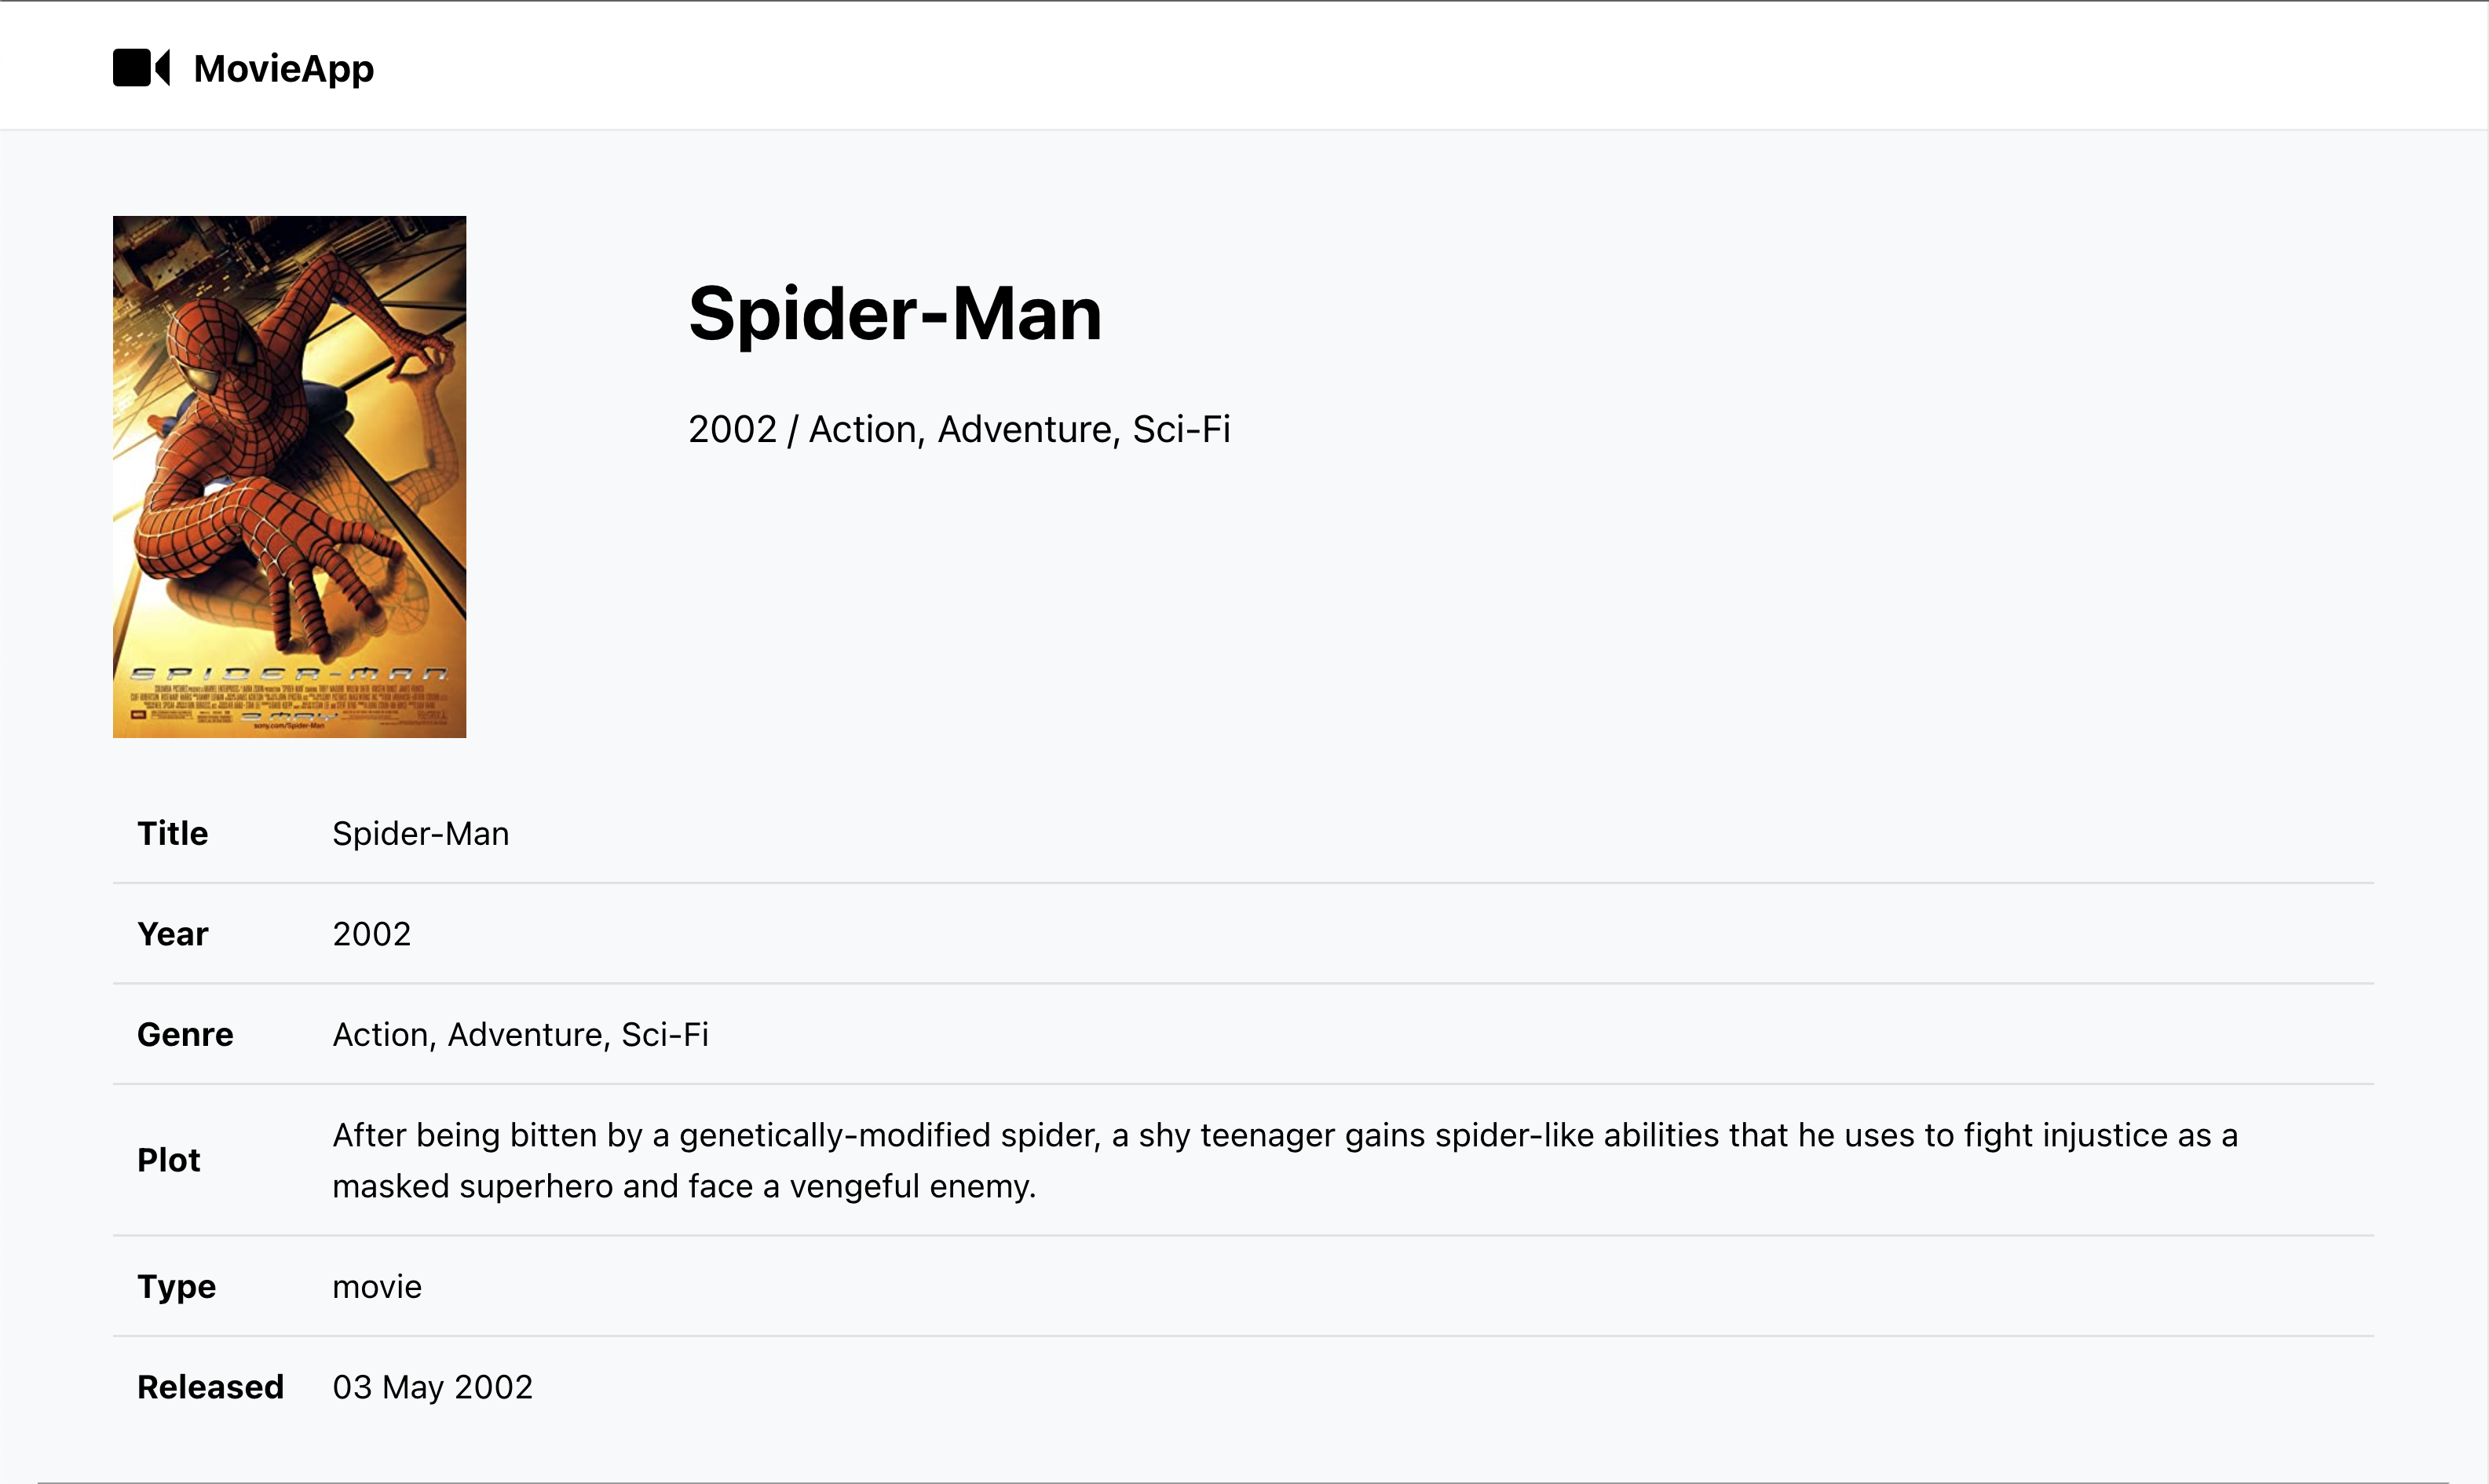 MovieApp
Spider-Man
2002 / Action, Adventure, Sci-Fi
SPIDER-MAN
3 MAY
sony.com/Spider-Man
Title Spider-Man
Year 2002
Genre Action, Adventure, Sci-Fi
Plot After being bitten by a genetically-modified spider, a shy teenager gains spider-like abilities that he uses to fight injustice as a
masked superhero and face a vengeful enemy.
Type movie
Released 03 May 2002